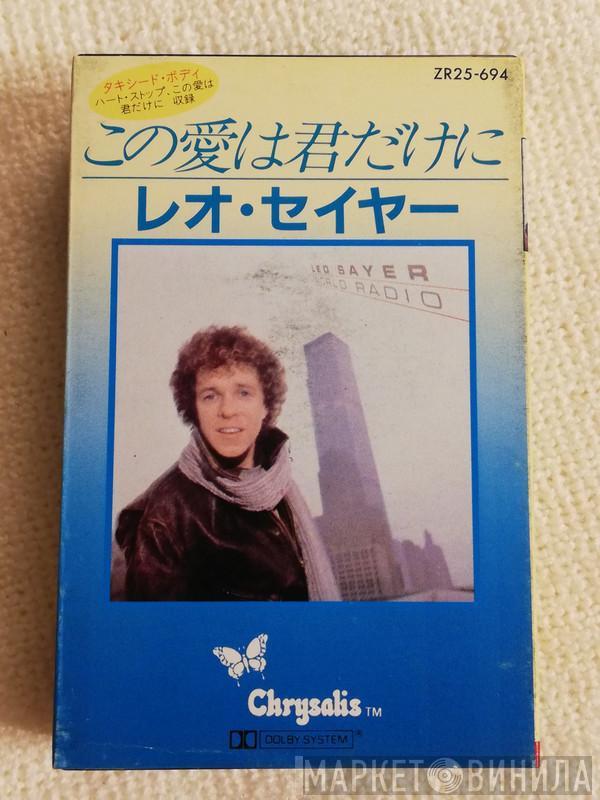 タキシード・ボディ
ハート・ストップ、この愛は
君だけに 収録
ZR25-694
この愛は君だけに
レオ・セイヤー
LEO SAYER
WORLD RADIO
Chrysalis TM
DOLBY SYSTEM®
МАРКЕТ ВИНИЛА